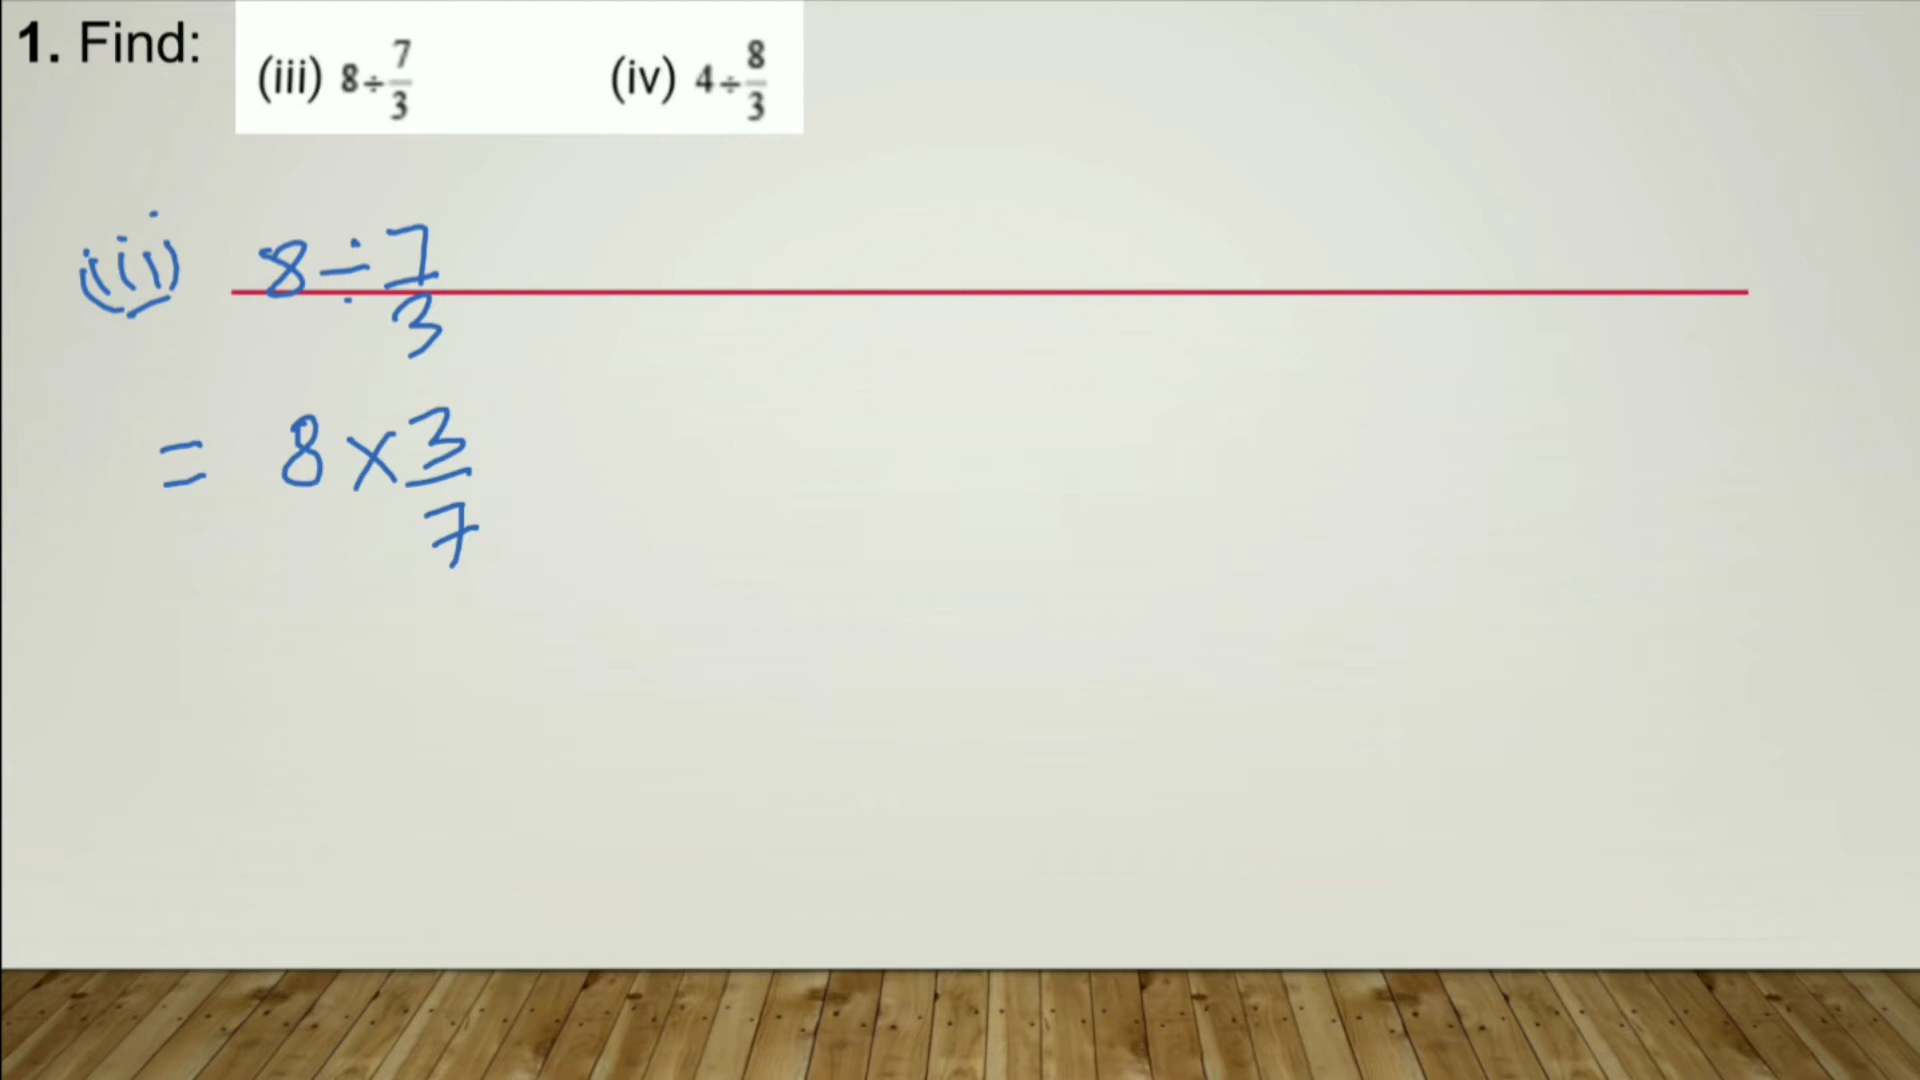 1. Find:
(iii) 8 ÷ 7/3 (iv) 4 ÷ 8/3
(iii) 8 ÷ 7/3
= 8 × 3/7